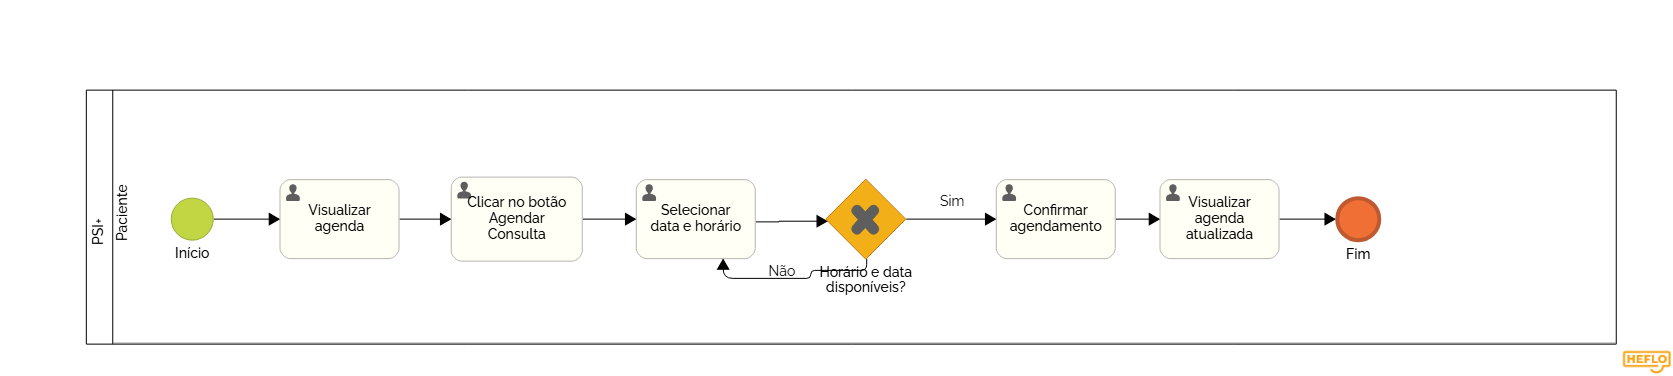 PSI+
Paciente
Início
Visualizar
agenda
Clicar no botão
Agendar
Consulta
Selecionar
data e horário
Não
Horário e data
disponíveis?
Sim
Confirmar
agendamento
Visualizar
agenda
atualizada
Fim
HEFLO